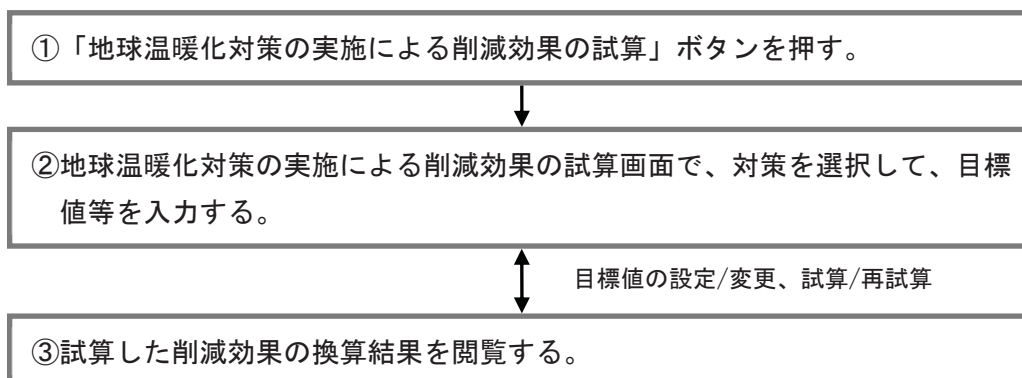 ①「地球温暖化対策の実施による削減効果の試算」ボタンを押す。
②地球温暖化対策の実施による削減効果の試算画面で、対策を選択して、目標
値等を入力する。
目標値の設定/変更、試算/再試算
③試算した削減効果の換算結果を閲覧する。